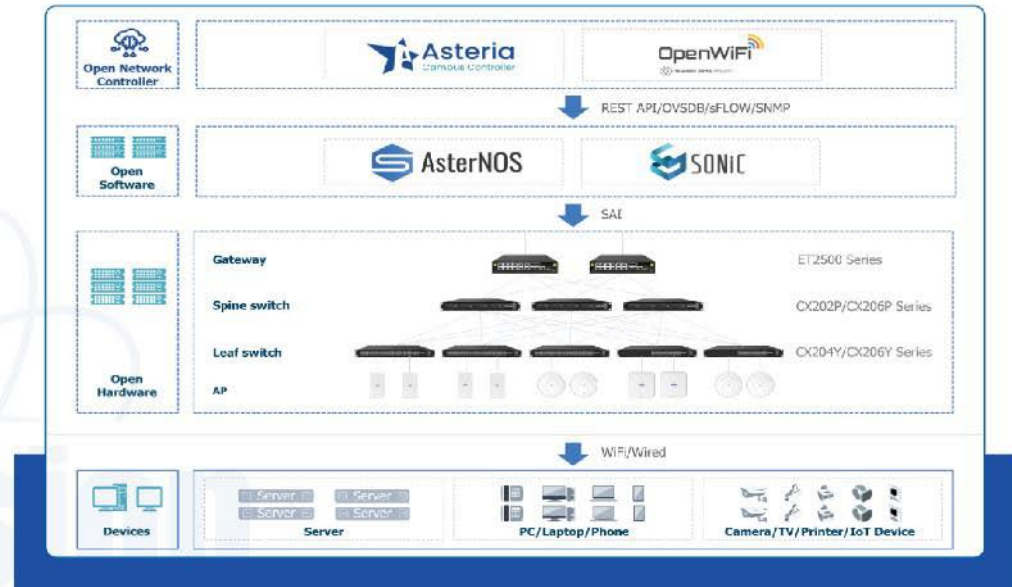 Open Network
Controller
Asteria
Campus Controller
OpenWiFi
REST API/OVSDB/sFLOW/SNMP
Open
Software
AsterNOS
SONiC
SAI
Open
Hardware
Gateway
ET2500 Series
Spine switch
CX202P/CX206P Series
Leaf switch
CX204Y/CX206Y Series
AP
WiFi/Wired
Devices
Server Server
Server Server
Server
PC/Laptop/Phone
Camera/TV/Printer/IoT Device